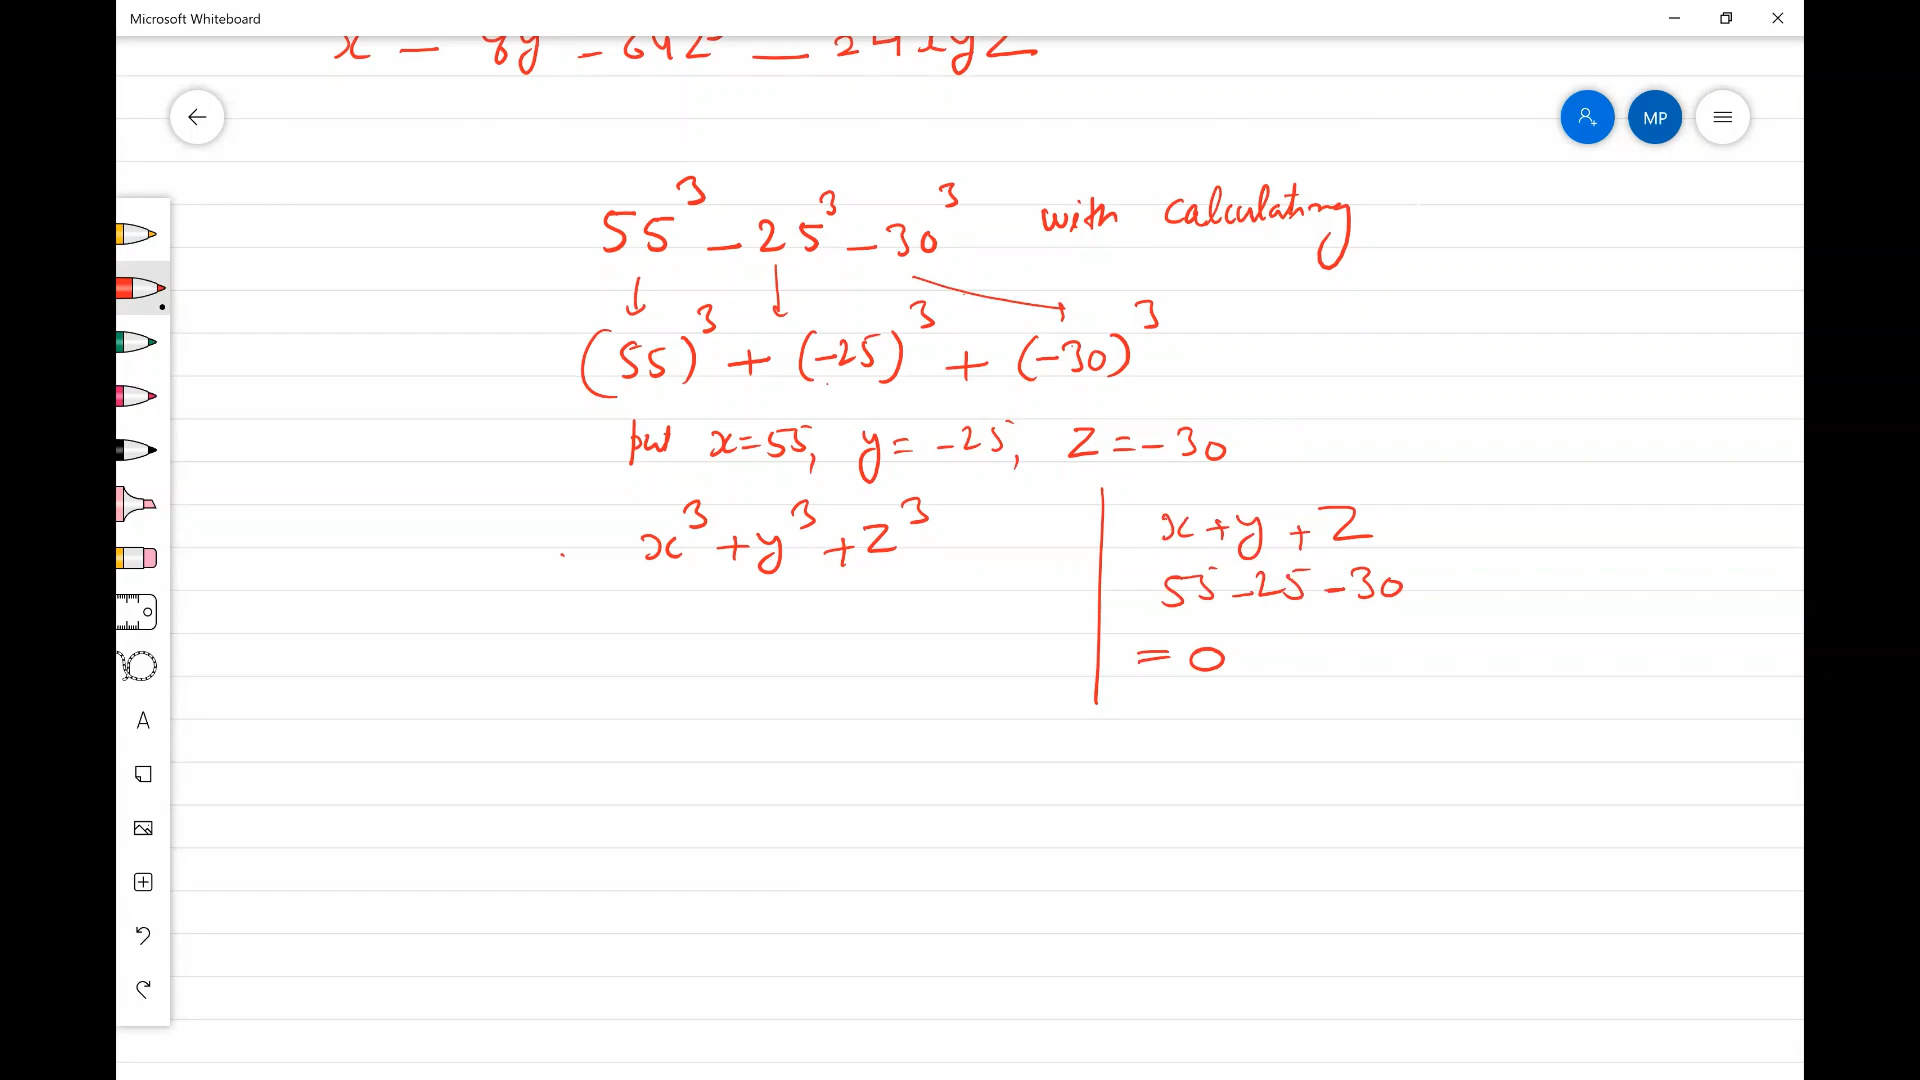 Microsoft Whiteboard
MP
55³ - 25³ - 30³ with calculating
(55)³ + (-25)³ + (-30)³
put x=55, y= -25, z = -30
x³ + y³ + z³
x + y + z
55 - 25 - 30
= 0
A